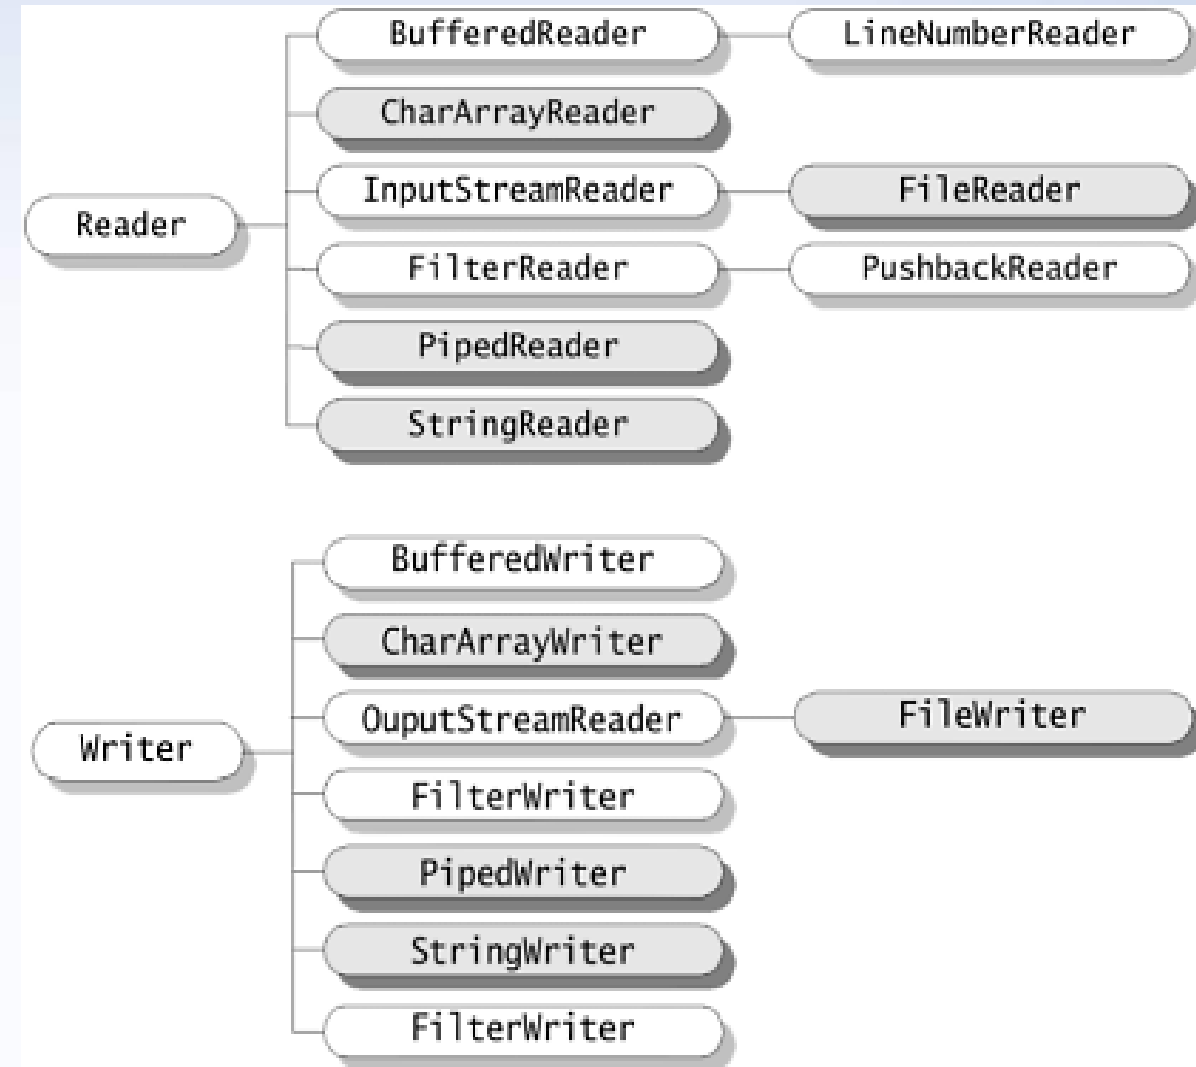 BufferedReader LineNumberReader
CharArrayReader
InputStreamReader FileReader
Reader
FilterReader PushbackReader
PipedReader
StringReader
BufferedWriter
CharArrayWriter
OuputStreamReader FileWriter
Writer
FilterWriter
PipedWriter
StringWriter
FilterWriter